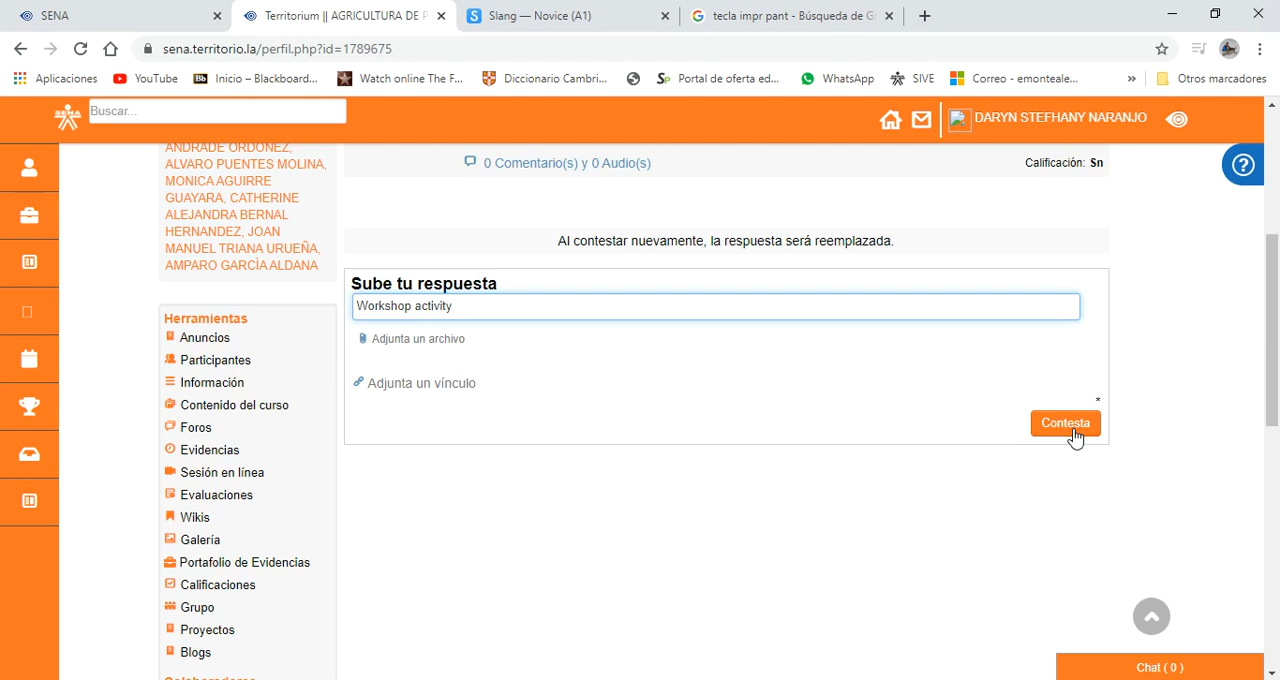 SENA
Territorium || AGRICULTURA DE P
Slang — Novice (A1)
tecla impr pant - Búsqueda de G
sena.territorio.la/perfil.php?id=1789675
Aplicaciones
YouTube
Bb Inicio – Blackboard...
Watch online The F...
Diccionario Cambri...
Sp Portal de oferta ed...
WhatsApp
SIVE
Correo - emonteale...
»
Otros marcadores
SENA
Buscar...
DARYN STEFHANY NARANJO
ANDRADE ORDOÑEZ,
ALVARO PUENTES MOLINA,
MONICA AGUIRRE
GUAYARA, CATHERINE
ALEJANDRA BERNAL
HERNANDEZ, JOAN
MANUEL TRIANA URUEÑA,
AMPARO GARCÍA ALDANA
0 Comentario(s) y 0 Audio(s)
Calificación: Sn
Al contestar nuevamente, la respuesta será reemplazada.
Sube tu respuesta
Workshop activity
Adjunta un archivo
Adjunta un vínculo
*
Contesta
Herramientas
Anuncios
Participantes
Información
Contenido del curso
Foros
Evidencias
Sesión en línea
Evaluaciones
Wikis
Galería
Portafolio de Evidencias
Calificaciones
Grupo
Proyectos
Blogs
Colaboradores
Chat ( 0 )